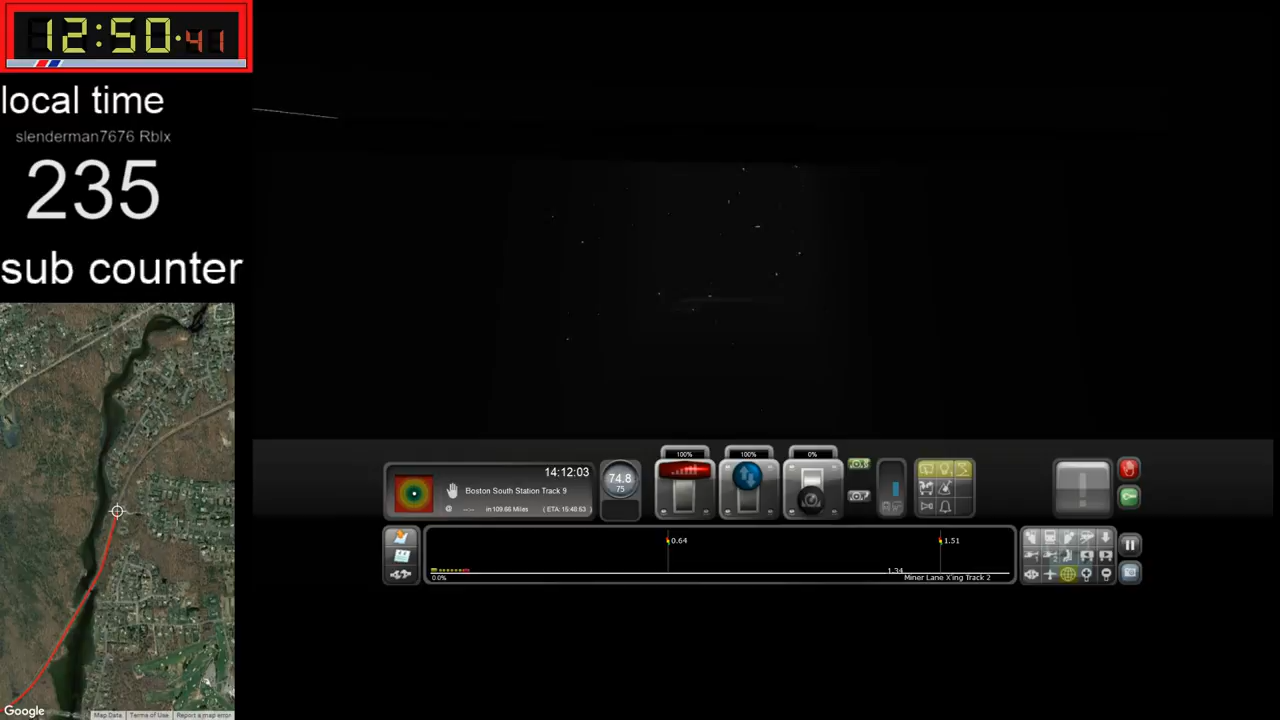 12:50.41
local time
slenderman7676 Rblx
235
sub counter
Google
Map Data
Terms of Use
Report a map error
100%
100%
0%
14:12:03
Boston South Station Track 9
@ --:-- in 109.66 Miles ( ETA: 15:48:63 )
74.8
75
0.64
1.51
1.34
0.0%
Miner Lane X'ing Track 2